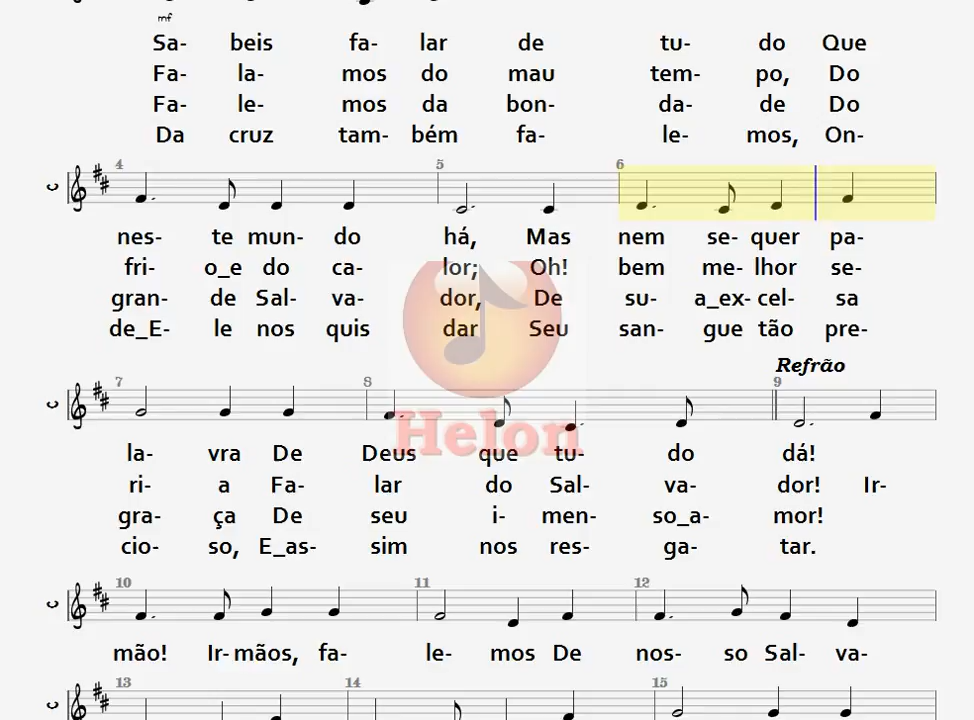 mf
Sa- beis fa- lar de tu- do Que
Fa- la- mos do mau tem- po, Do
Fa- le- mos da bon- da- de Do
Da cruz tam- bém fa- le- mos, On-
4 5 6
nes- te mun- do há, Mas nem se- quer pa-
fri- o_e do ca- lor; Oh! bem me- lhor se-
gran- de Sal- va- dor, De su- a_ex- cel- sa
de_E- le nos quis dar Seu san- gue tão pre-
Refrão
7 8 9
la- vra De Deus que tu- do dá!
ri- a Fa- lar do Sal- va- dor! Ir-
gra- ça De seu i- men- so_a- mor!
cio- so, E_as- sim nos res- ga- tar.
Helon
10 11 12
mão! Ir- mãos, fa- le- mos De nos- so Sal- va-
13 14 15